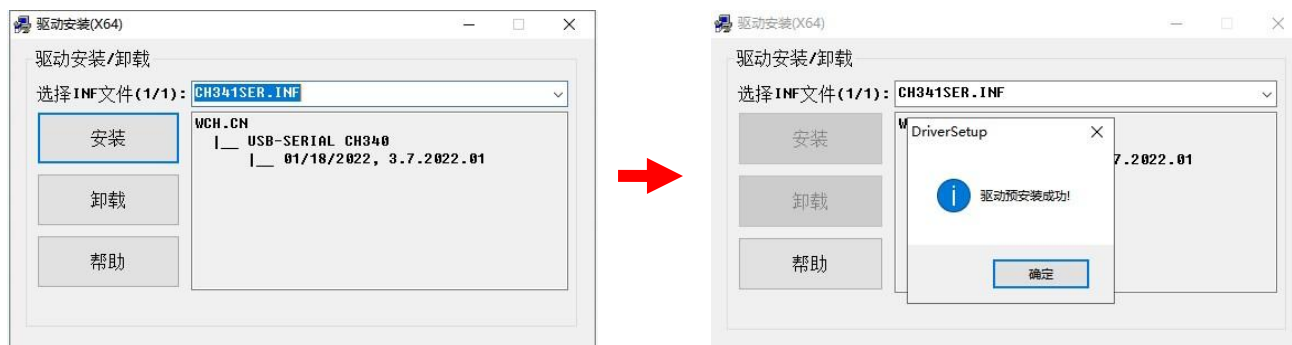 驱动安装(X64)
驱动安装/卸载
选择INF文件(1/1):
CH341SER.INF
安装
WCH.CN
|__ USB-SERIAL CH340
|__ 01/18/2022, 3.7.2022.01
卸载
帮助
驱动安装(X64)
驱动安装/卸载
选择INF文件(1/1):
CH341SER.INF
安装
W
DriverSetup
7.2022.01
驱动预安装成功!
卸载
帮助
确定